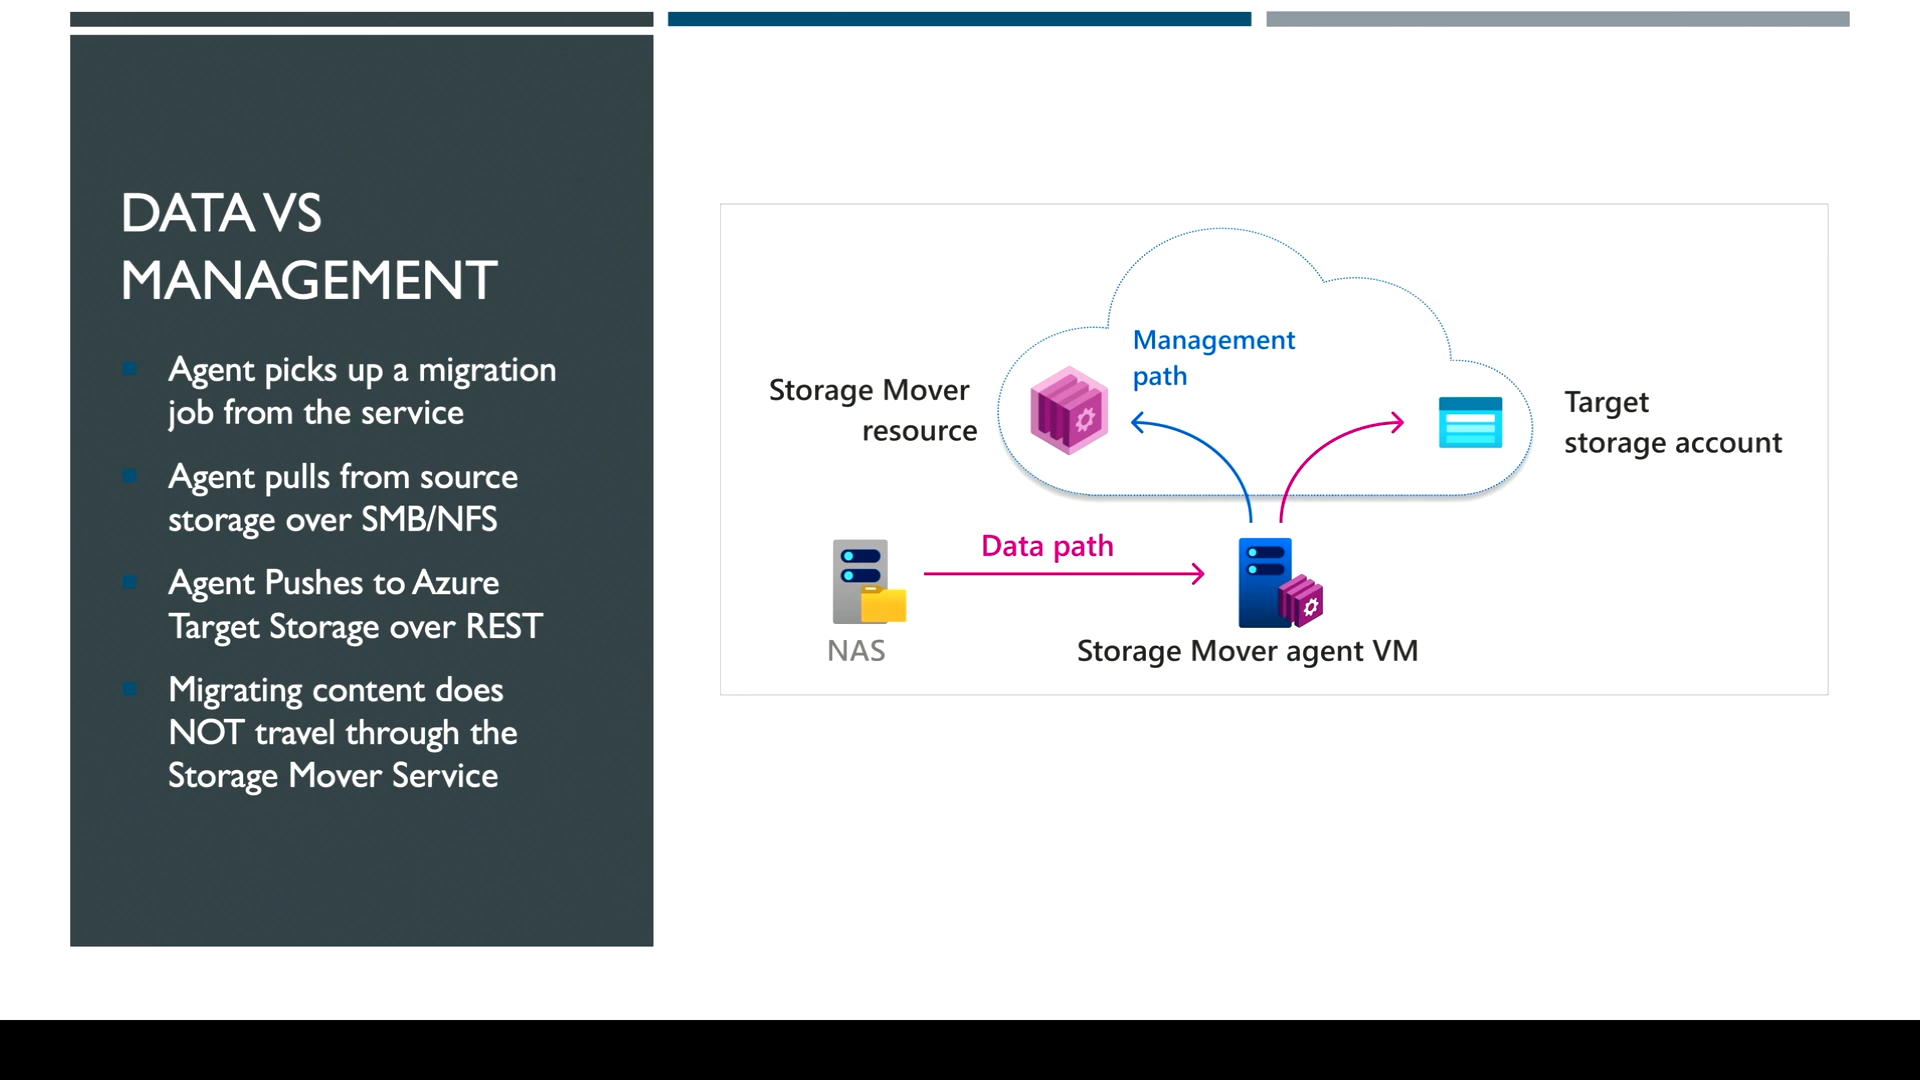 DATA VS
MANAGEMENT
Agent picks up a migration
job from the service
Agent pulls from source
storage over SMB/NFS
Agent Pushes to Azure
Target Storage over REST
Migrating content does
NOT travel through the
Storage Mover Service
Management
path
Storage Mover
resource
Target
storage account
Data path
NAS
Storage Mover agent VM